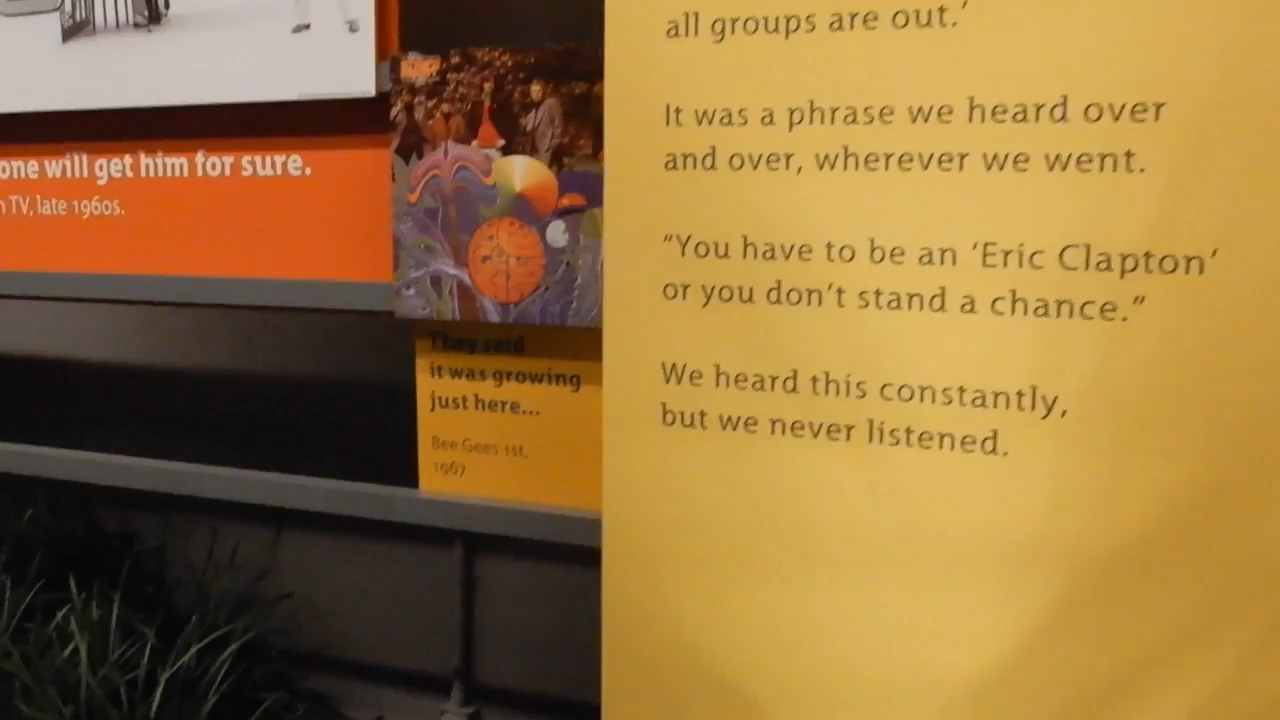 one will get him for sure.
TV, late 1960s.
They said
it was growing
just here...
Bee Gees 1st,
1967
all groups are out.’
It was a phrase we heard over
and over, wherever we went.
“You have to be an ‘Eric Clapton’
or you don’t stand a chance.”
We heard this constantly,
but we never listened.